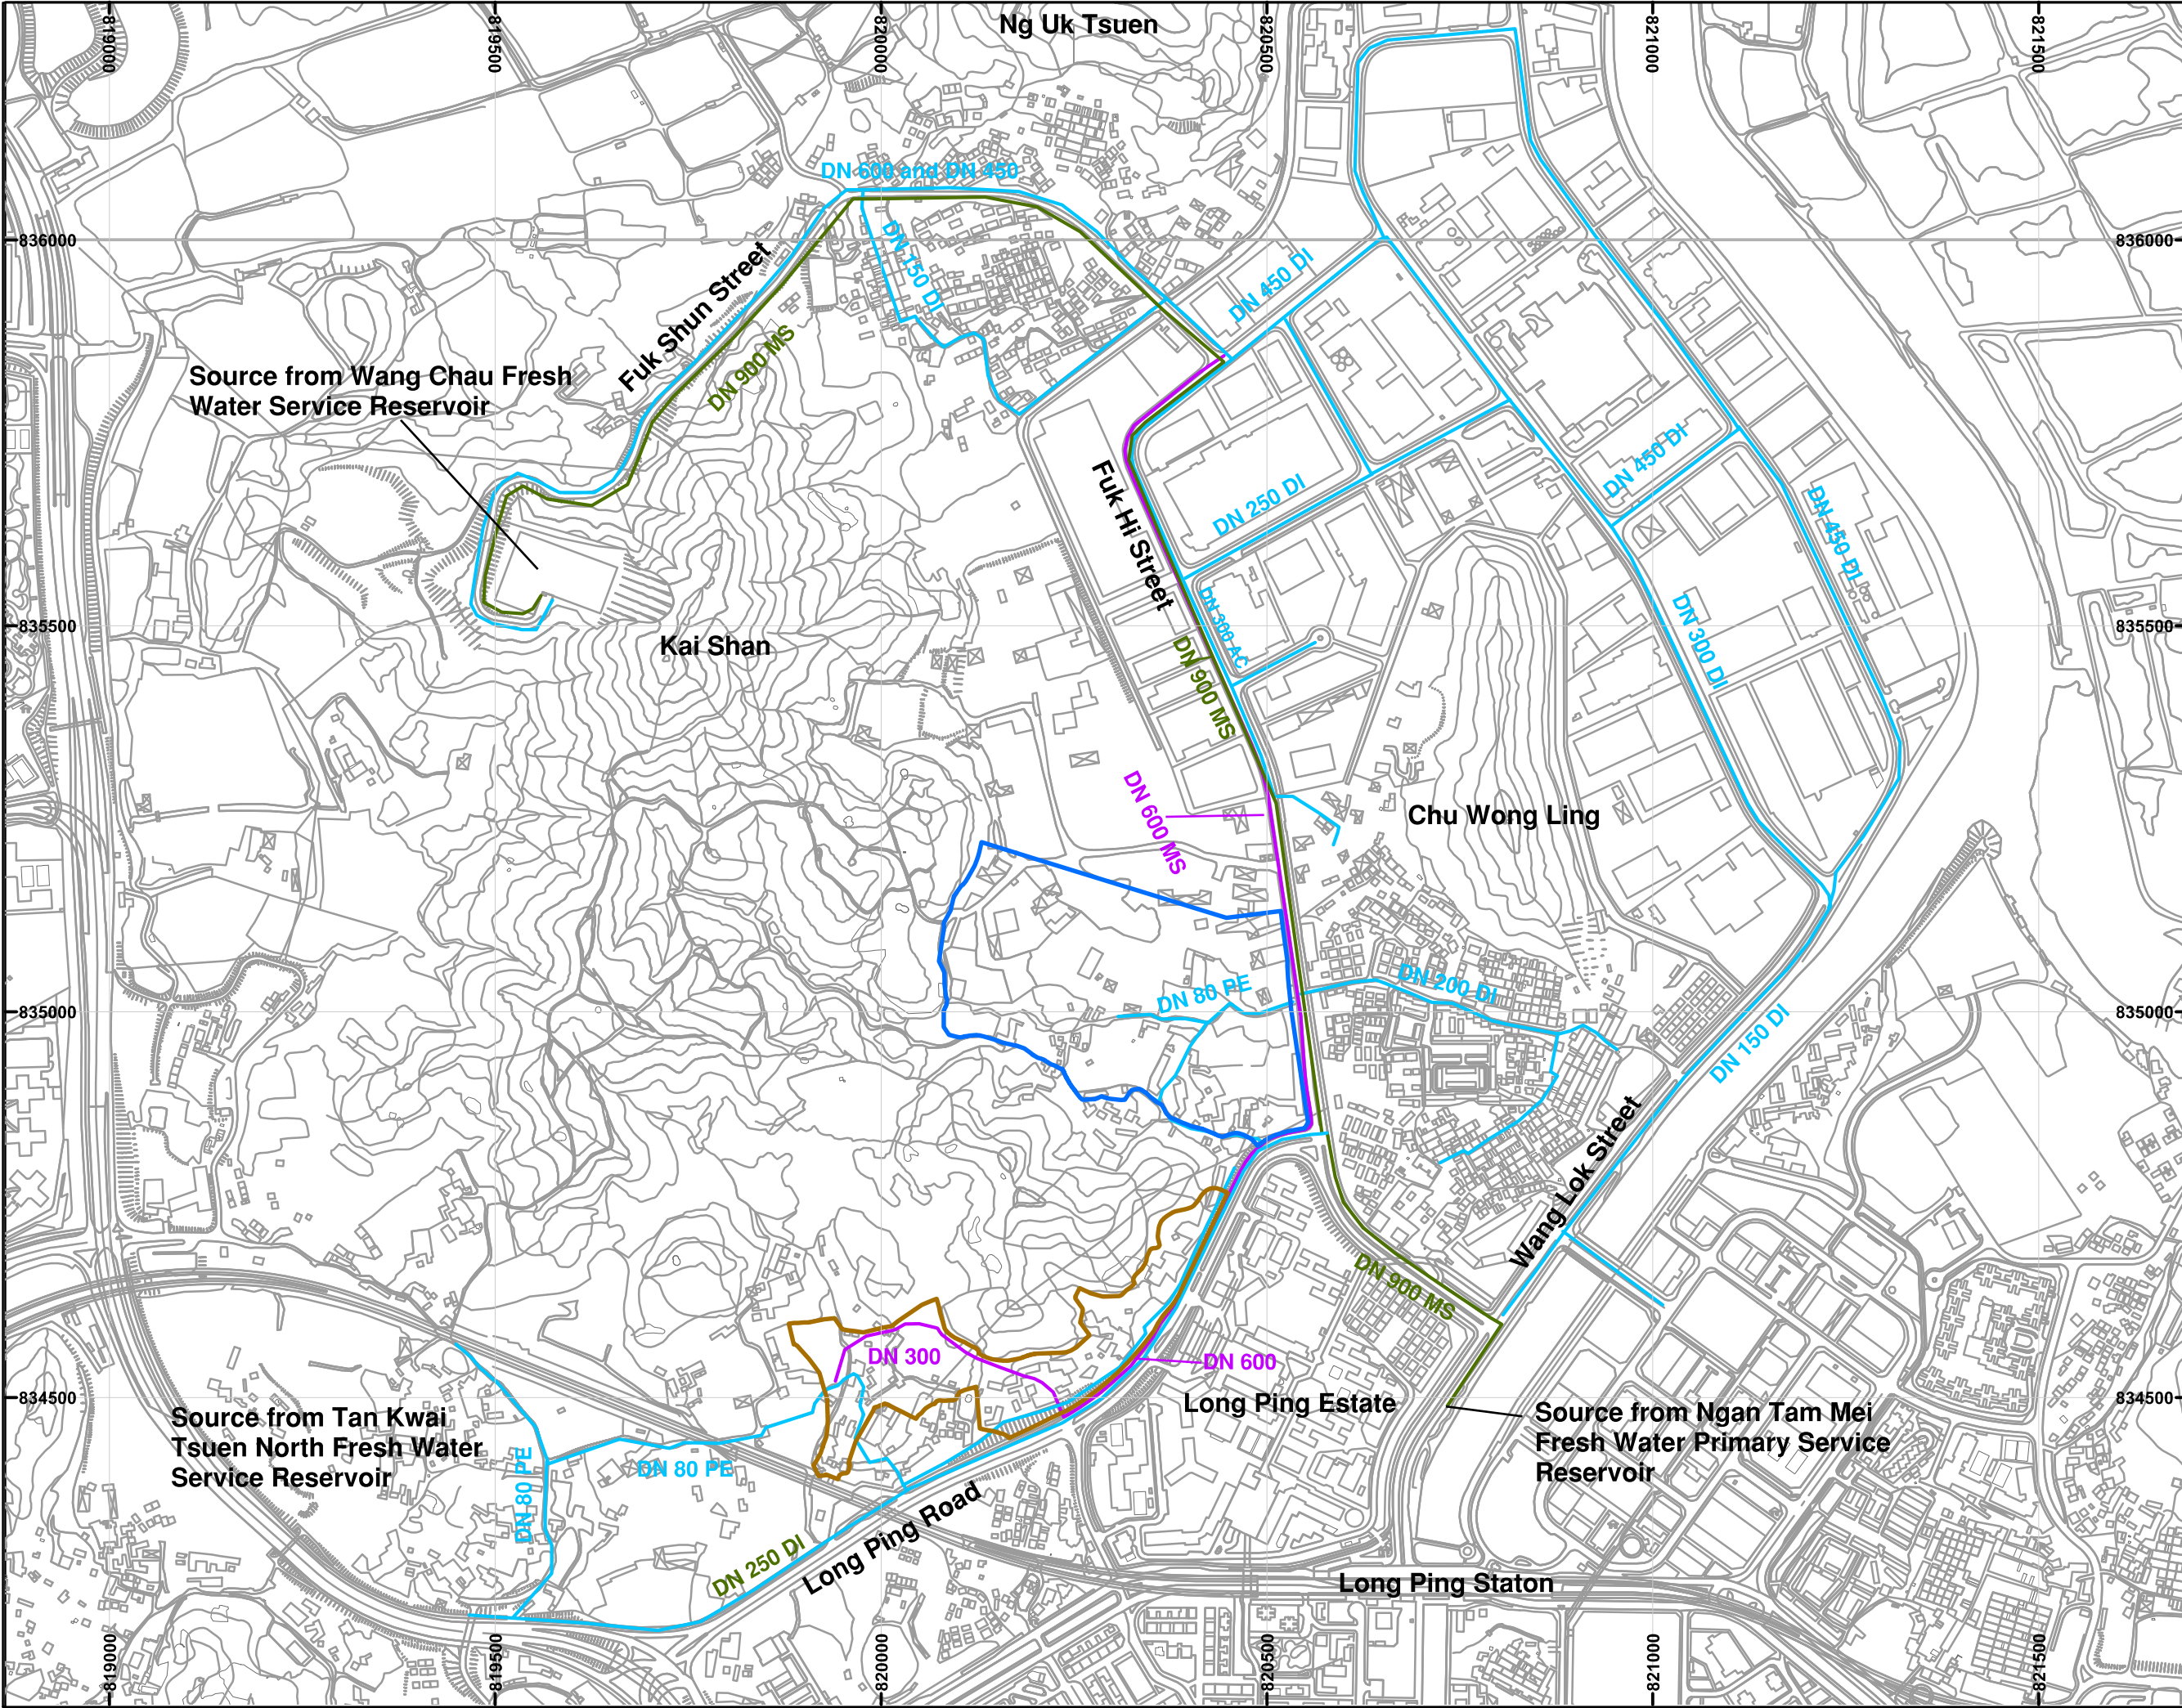 819000
819500
820000
820500
821000
821500
Ng Uk Tsuen
DN 600 and DN 450
836000
836000
DN 150 DI
Fuk Shun Street
DN 450 DI
DN 900 MS
Source from Wang Chau Fresh
Water Service Reservoir
Fuk Hi Street
DN 250 DI
DN 450 DI
DN 450 DI
835500
835500
DN 300 AC
DN 300 DI
Kai Shan
DN 900 MS
DN 600 MS
Chu Wong Ling
DN 80 PE
DN 200 DI
835000
835000
DN 150 DI
Wang Lok Street
DN 900 MS
DN 300
DN 600
834500
834500
Long Ping Estate
Source from Tan Kwai
Tsuen North Fresh Water
Service Reservoir
Source from Ngan Tam Mei
Fresh Water Primary Service
Reservoir
DN 80 PE
DN 80 PE
DN 250 DI
Long Ping Road
Long Ping Staton
819000
819500
820000
820500
821000
821500